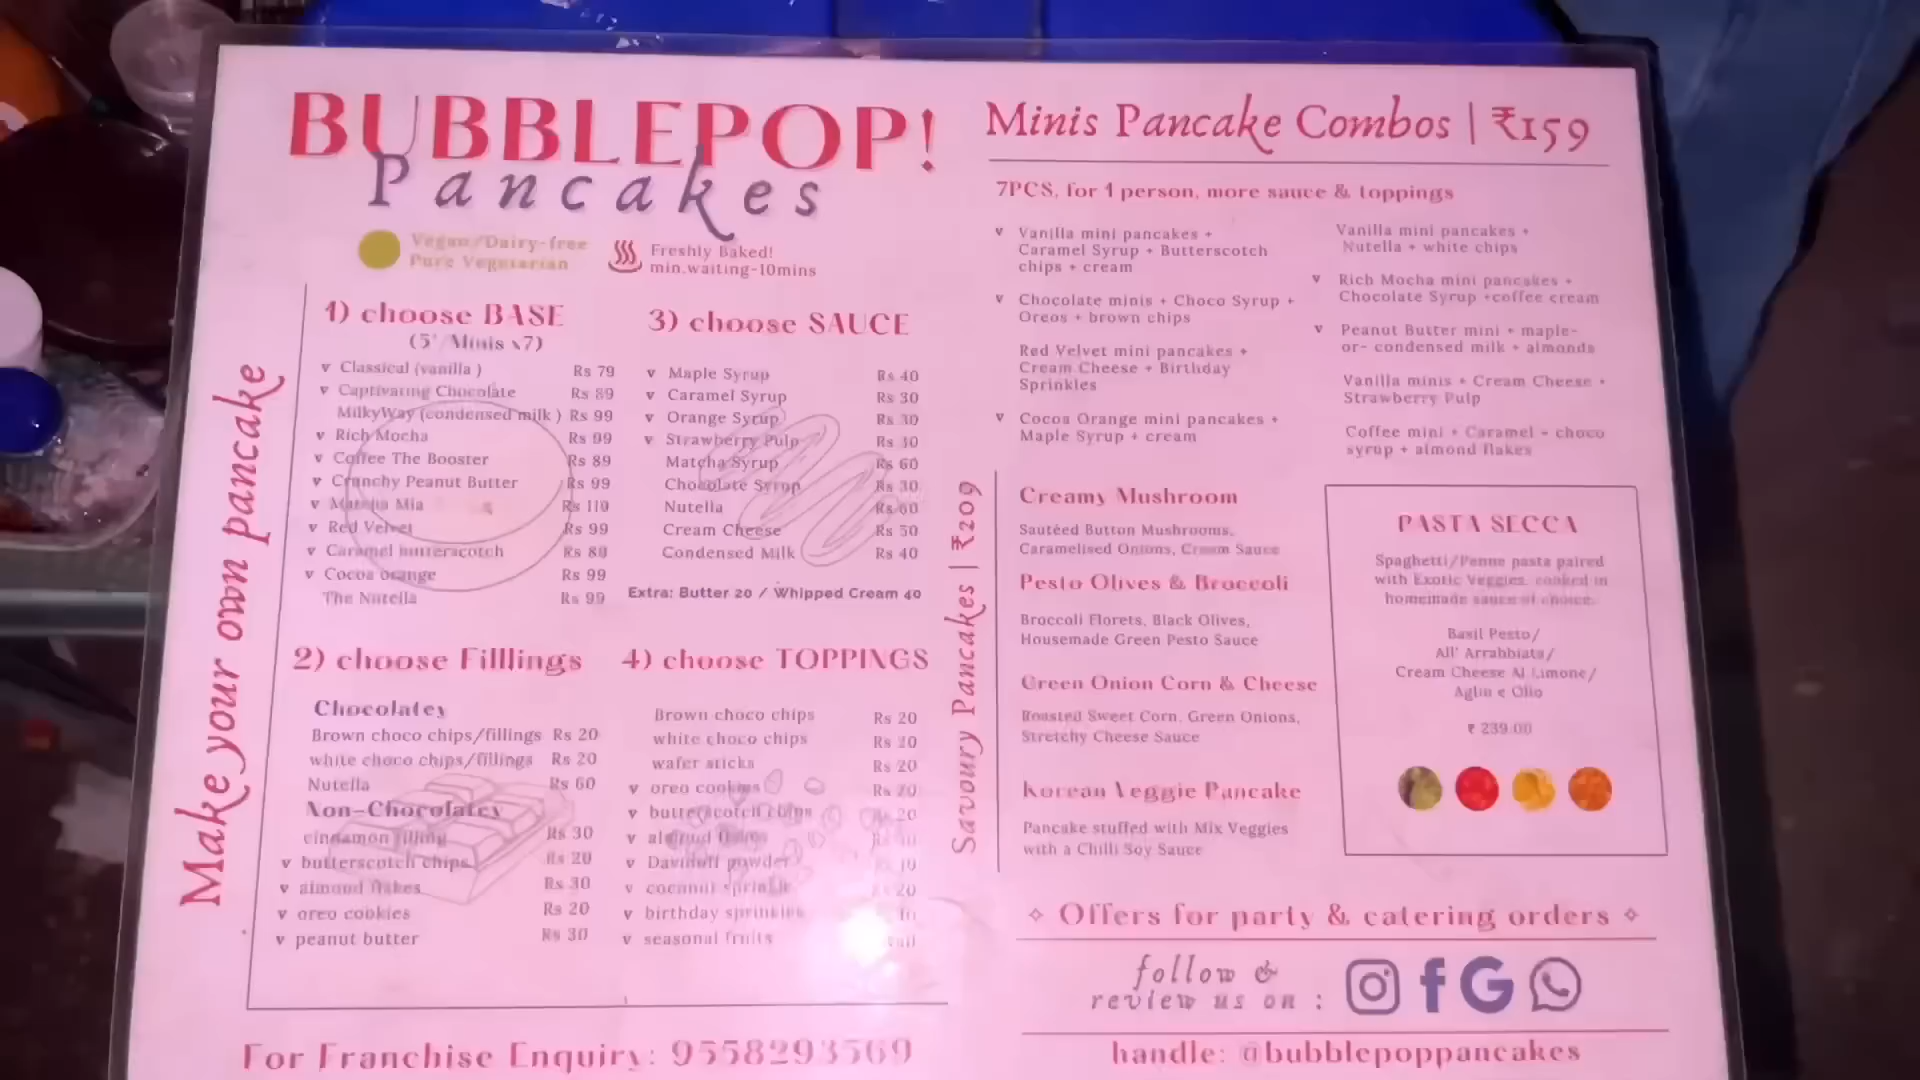 BUBBLEPOP!
Pancakes
Vegan/Dairy-free
Pure Vegetarian
Freshly Baked!
min.waiting-10mins
Make your own pancake
1) choose BASE
(5"/Minis x7)
v Classical (vanilla ) Rs 79
v Captivating Chocolate Rs 89
MilkyWay (condensed milk ) Rs 99
v Rich Mocha Rs 99
v Coffee The Booster Rs 89
v Crunchy Peanut Butter Rs 99
v Matcha Mia Rs 110
v Red Velvet Rs 99
v Caramel butterscotch Rs 89
v Cocoa orange Rs 99
The Nutella Rs 99
2) choose Filllings
Chocolatey
Brown choco chips/fillings Rs 20
white choco chips/fillings Rs 20
Nutella Rs 60
Non-Chocolatey
cinnamon filling Rs 30
v butterscotch chips Rs 20
v almond flakes Rs 30
v oreo cookies Rs 20
v peanut butter Rs 30
3) choose SAUCE
v Maple Syrup Rs 40
v Caramel Syrup Rs 30
v Orange Syrup Rs 30
v Strawberry Pulp Rs 30
Matcha Syrup Rs 60
Chocolate Syrup Rs 30
Nutella Rs 60
Cream Cheese Rs 50
Condensed Milk Rs 40
Extra: Butter 20 / Whipped Cream 40
4) choose TOPPINGS
Brown choco chips Rs 20
white choco chips Rs 20
wafer sticks Rs 20
v oreo cookies Rs 20
v butterscotch chips Rs 20
v almond
v Davidoff powder
v coconut sprinkle 20
v birthday sprinkles
v seasonal fruits
For Franchise Enquiry: 9558293569
Minis Pancake Combos | ₹159
7PCS, for 1 person, more sauce & toppings
v Vanilla mini pancakes +
Caramel Syrup + Butterscotch
chips + cream
v Chocolate minis + Choco Syrup +
Oreos + brown chips
Red Velvet mini pancakes +
Cream Cheese + Birthday
Sprinkles
v Cocoa Orange mini pancakes +
Maple Syrup + cream
Vanilla mini pancakes +
Nutella + white chips
v Rich Mocha mini pancakes +
Chocolate Syrup +coffee cream
v Peanut Butter mini + maple-
or- condensed milk + almonds
Vanilla minis + Cream Cheese +
Strawberry Pulp
Coffee mini + Caramel + choco
syrup + almond flakes
Savoury Pancakes | ₹209
Creamy Mushroom
Sautéed Button Mushrooms,
Caramelised Onions, Cream Sauce
Pesto Olives & Broccoli
Broccoli Florets, Black Olives,
Housemade Green Pesto Sauce
Green Onion Corn & Cheese
Roasted Sweet Corn, Green Onions,
Stretchy Cheese Sauce
Korean Veggie Pancake
Pancake stuffed with Mix Veggies
with a Chilli Soy Sauce
PASTA SECCA
Spaghetti/Penne pasta paired
with Exotic Veggies, cooked in
homemade sauce of choice.
Basil Pesto/
All' Arrabbiata/
Cream Cheese Al Limone/
Aglio e Olio
₹ 239.00
Offers for party & catering orders
follow &
review us on :
handle: @bubblepoppancakes